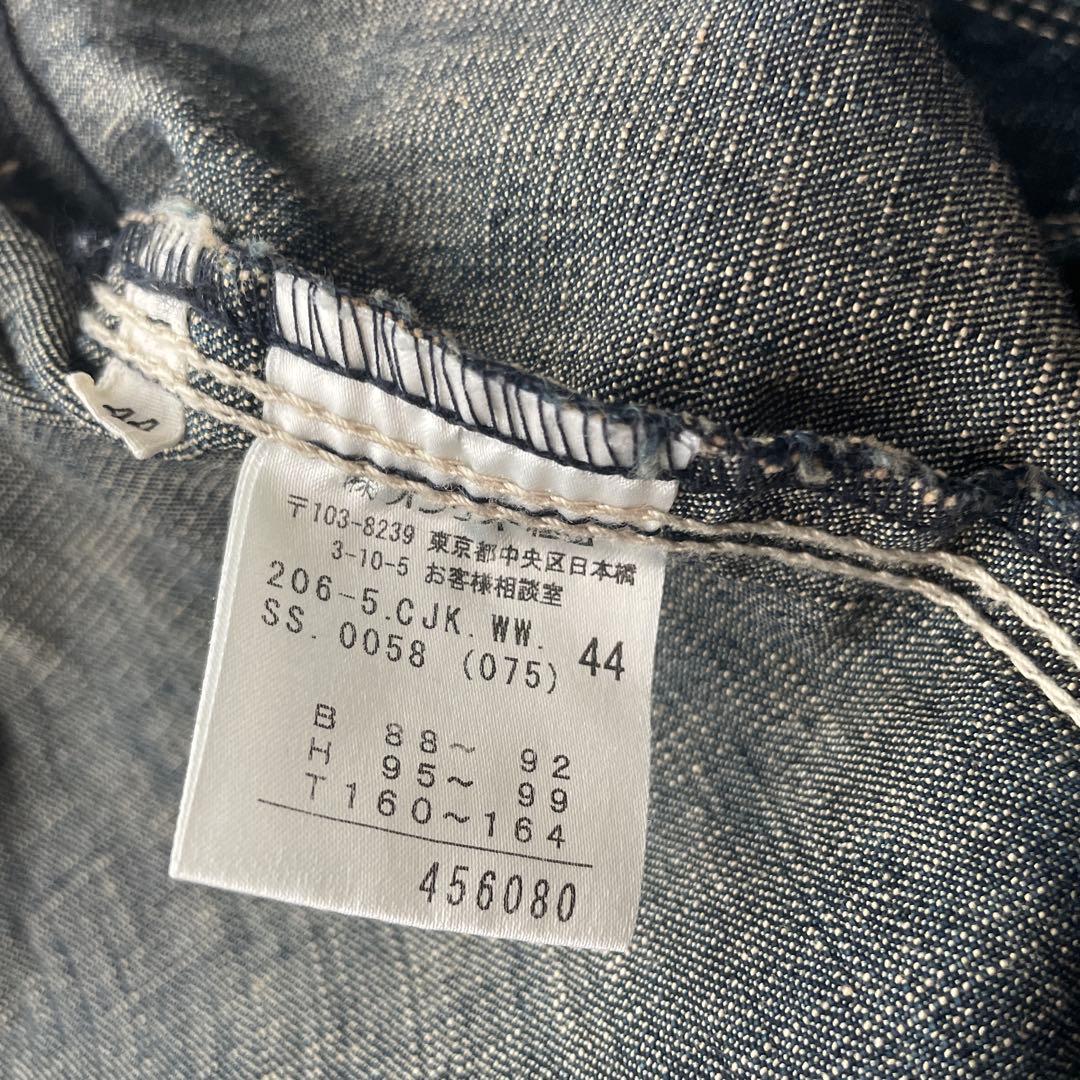 44
〒103-8239 東京都中央区日本橋
3-10-5 お客様相談室
206-5.CJK.WW. 44
SS. 0058 (075)
B 88～ 92
H 95～ 99
T160～164
456080